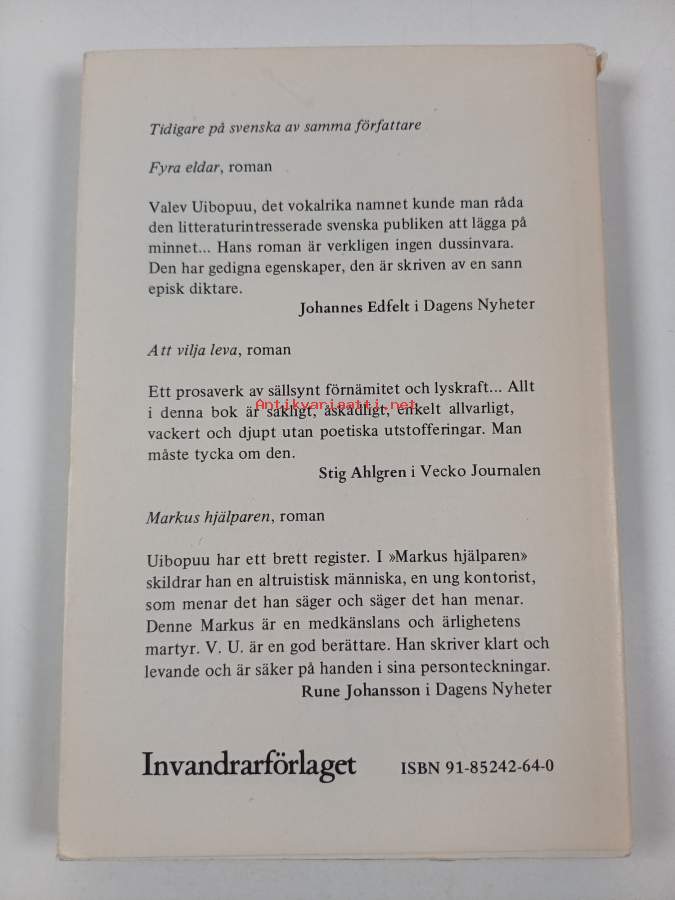 Tidigare på svenska av samma författare
Fyra eldar, roman
Valev Uibopuu, det vokalrika namnet kunde man råda
den litteraturintresserade svenska publiken att lägga på
minnet... Hans roman är verkligen ingen dussinvara.
Den har gedigna egenskaper, den är skriven av en sann
episk diktare.
Johannes Edfelt i Dagens Nyheter
Att vilja leva, roman
Ett prosaverk av sällsynt förnämitet och lyskraft... Allt
i denna bok är sakligt, åskådligt, enkelt allvarligt,
Antikvariaatti.net
vackert och djupt utan poetiska utstofferingar. Man
måste tycka om den.
Stig Ahlgren i Vecko Journalen
Markus hjälparen, roman
Uibopuu har ett brett register. I »Markus hjälparen»
skildrar han en altruistisk människa, en ung kontorist,
som menar det han säger och säger det han menar.
Denne Markus är en medkänslans och ärlighetens
martyr. V. U. är en god berättare. Han skriver klart och
levande och är säker på handen i sina personteckningar.
Rune Johansson i Dagens Nyheter
Invandrarförlaget
ISBN 91-85242-64-0